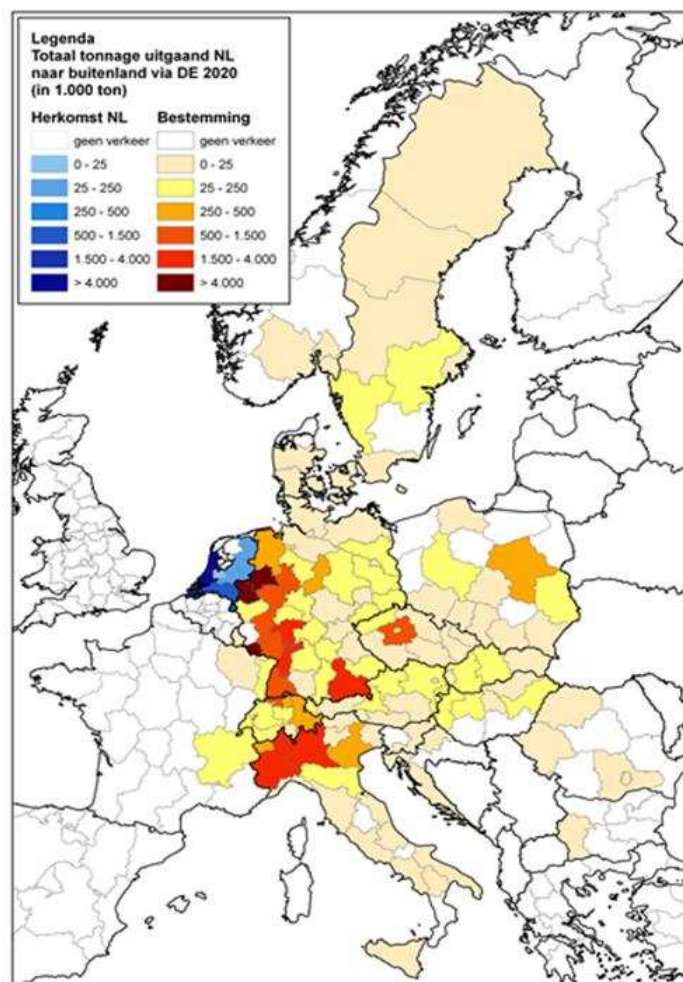 Legenda
Totaal tonnage uitgaand NL
naar buitenland via DE 2020
(in 1.000 ton)
Herkomst NL Bestemming
geen verkeer geen verkeer
0 - 25 0 - 25
25 - 250 25 - 250
250 - 500 250 - 500
500 - 1.500 500 - 1.500
1.500 - 4.000 1.500 - 4.000
> 4.000 > 4.000